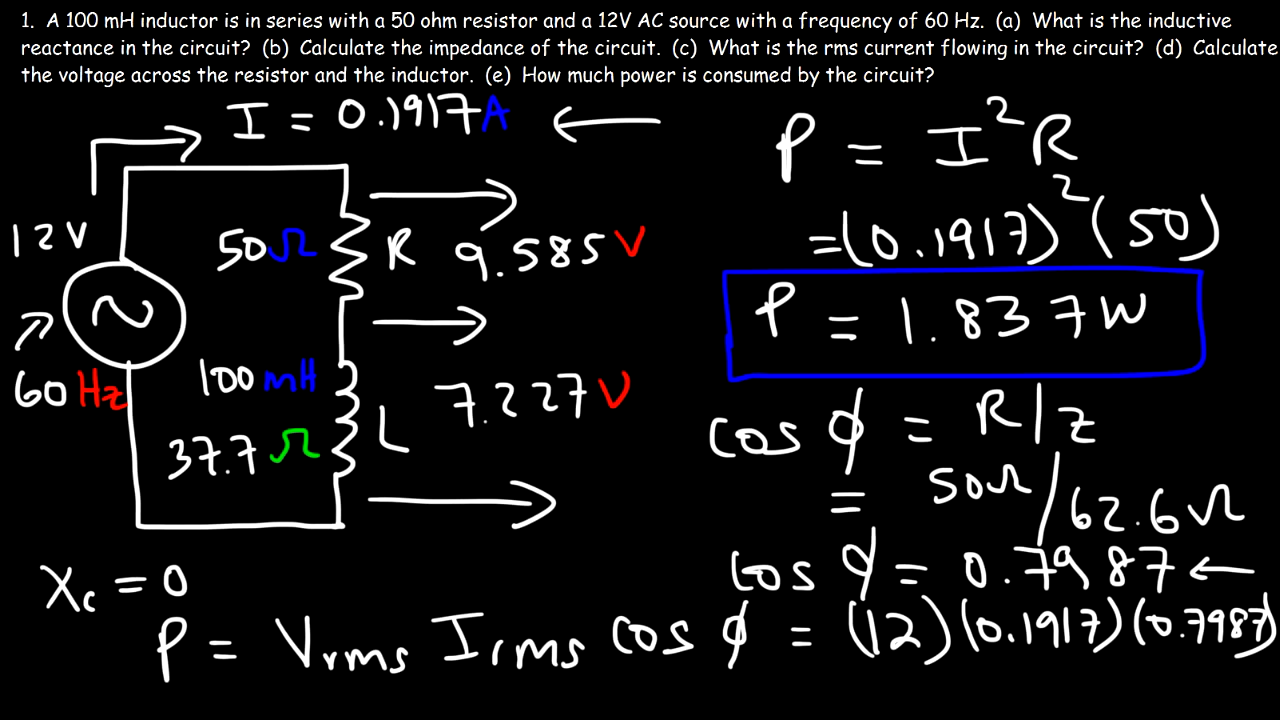 1. A 100 mH inductor is in series with a 50 ohm resistor and a 12V AC source with a frequency of 60 Hz. (a) What is the inductive
reactance in the circuit? (b) Calculate the impedance of the circuit. (c) What is the rms current flowing in the circuit? (d) Calculate
the voltage across the resistor and the inductor. (e) How much power is consumed by the circuit?
I = 0.1917A
12V
50Ω R 9.585V
60Hz
100mH
37.7Ω L 7.227V
Xc = 0
P = I²R
=(0.1917)²(50)
P = 1.837W
cos ϕ = R/z
= 50Ω/62.6Ω
cos ϕ = 0.7987
P = Vrms Irms cos ϕ = (12)(0.1917)(0.7987)